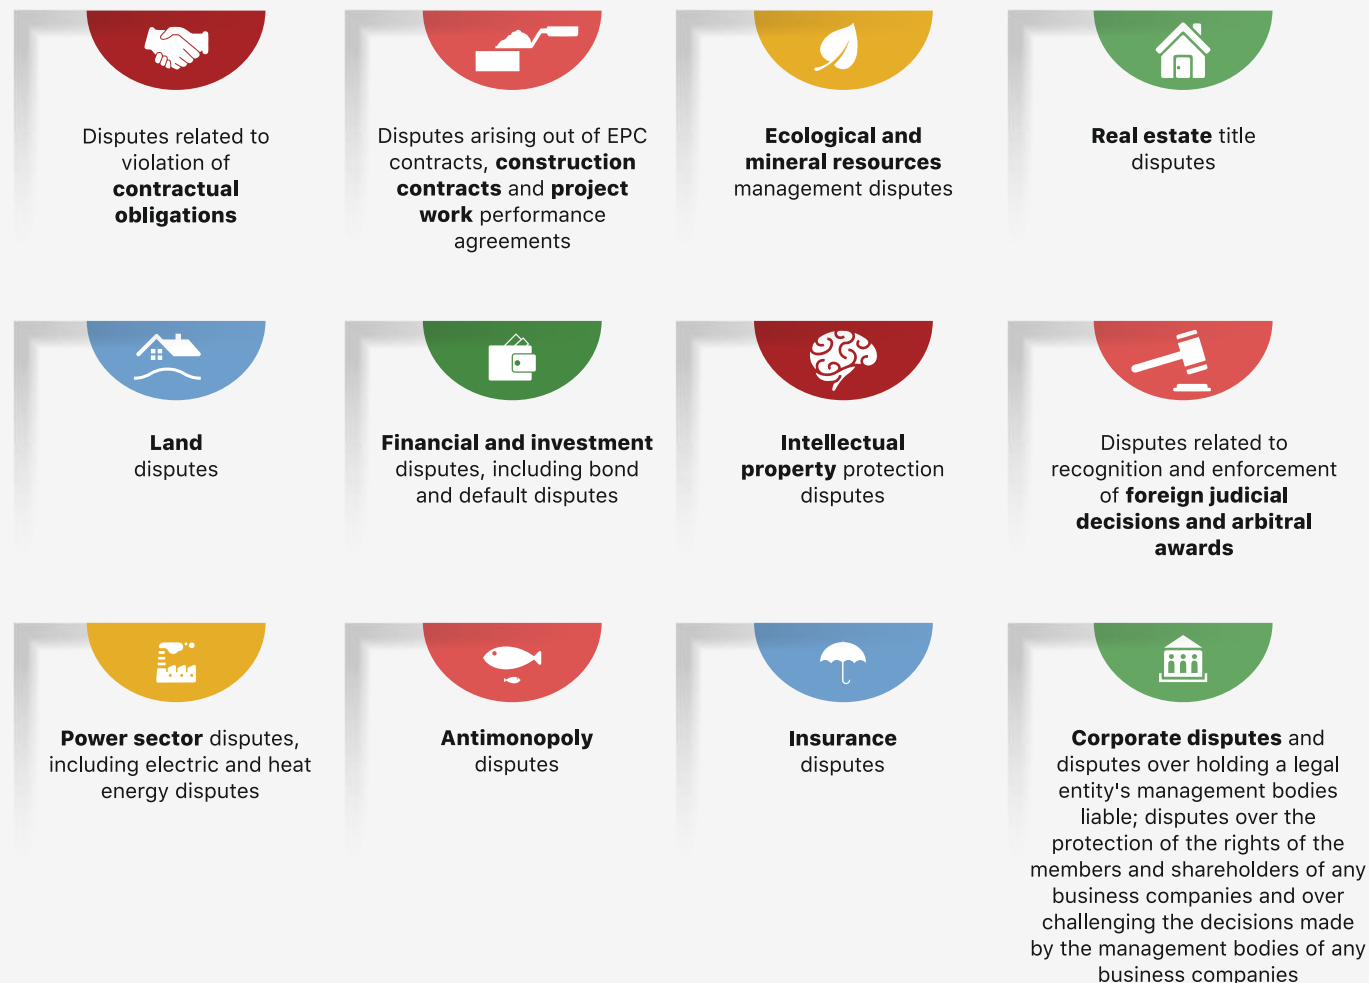 Disputes related to
violation of
contractual
obligations
Disputes arising out of EPC
contracts, construction
contracts and project
work performance
agreements
Ecological and
mineral resources
management disputes
Real estate title
disputes
Land
disputes
Financial and investment
disputes, including bond
and default disputes
Intellectual
property protection
disputes
Disputes related to
recognition and enforcement
of foreign judicial
decisions and arbitral
awards
Power sector disputes,
including electric and heat
energy disputes
Antimonopoly
disputes
Insurance
disputes
Corporate disputes and
disputes over holding a legal
entity's management bodies
liable; disputes over the
protection of the rights of the
members and shareholders of any
business companies and over
challenging the decisions made
by the management bodies of any
business companies